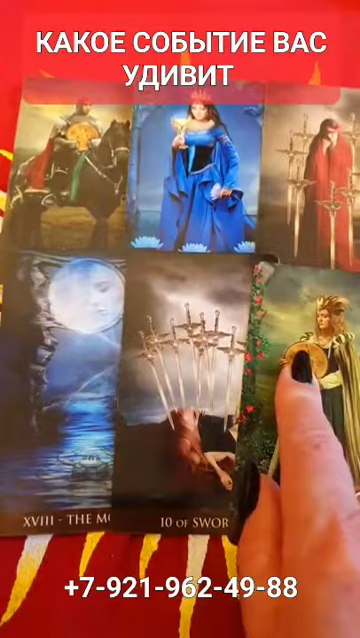 КАКОЕ СОБЫТИЕ ВАС
УДИВИТ
XVIII - THE MO
10 OF SWOR
+7-921-962-49-88